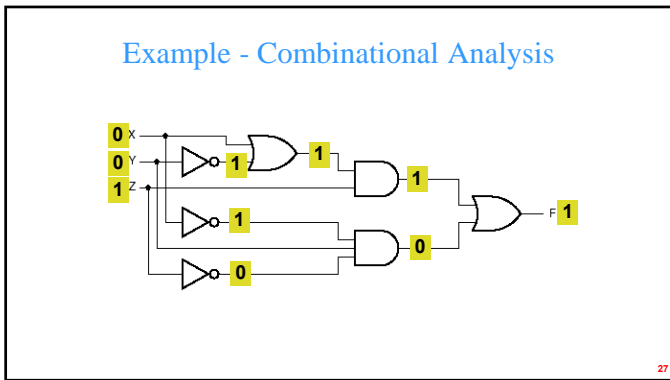 Example - Combinational Analysis
0 X
0 Y
1 1
1 Z
1
1
0
0
F 1
27